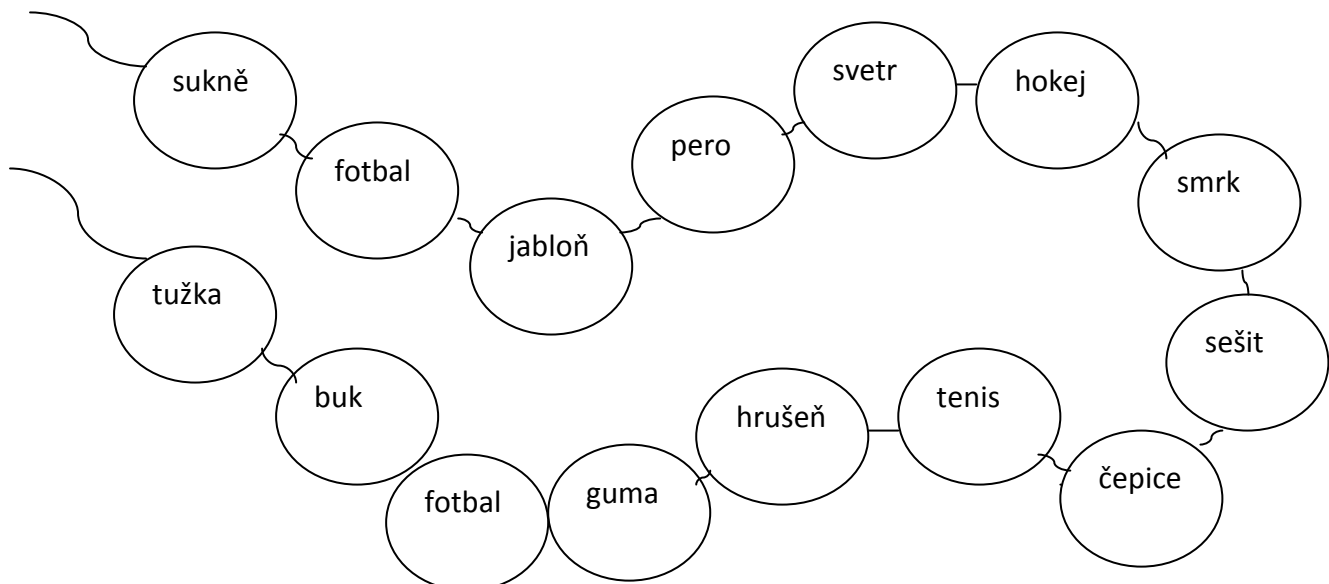 sukně
fotbal
jabloň
pero
svetr
hokej
smrk
sešit
čepice
tenis
hrušeň
guma
fotbal
buk
tužka